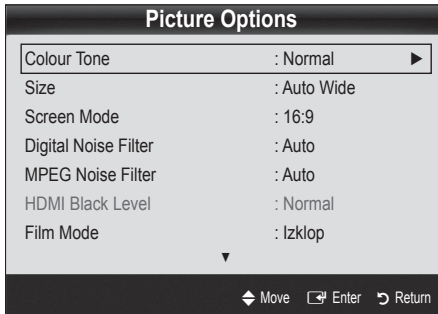 Picture Options
Colour Tone : Normal ►
Size : Auto Wide
Screen Mode : 16:9
Digital Noise Filter : Auto
MPEG Noise Filter : Auto
HDMI Black Level : Normal
Film Mode : Izklop
▼
Move Enter Return